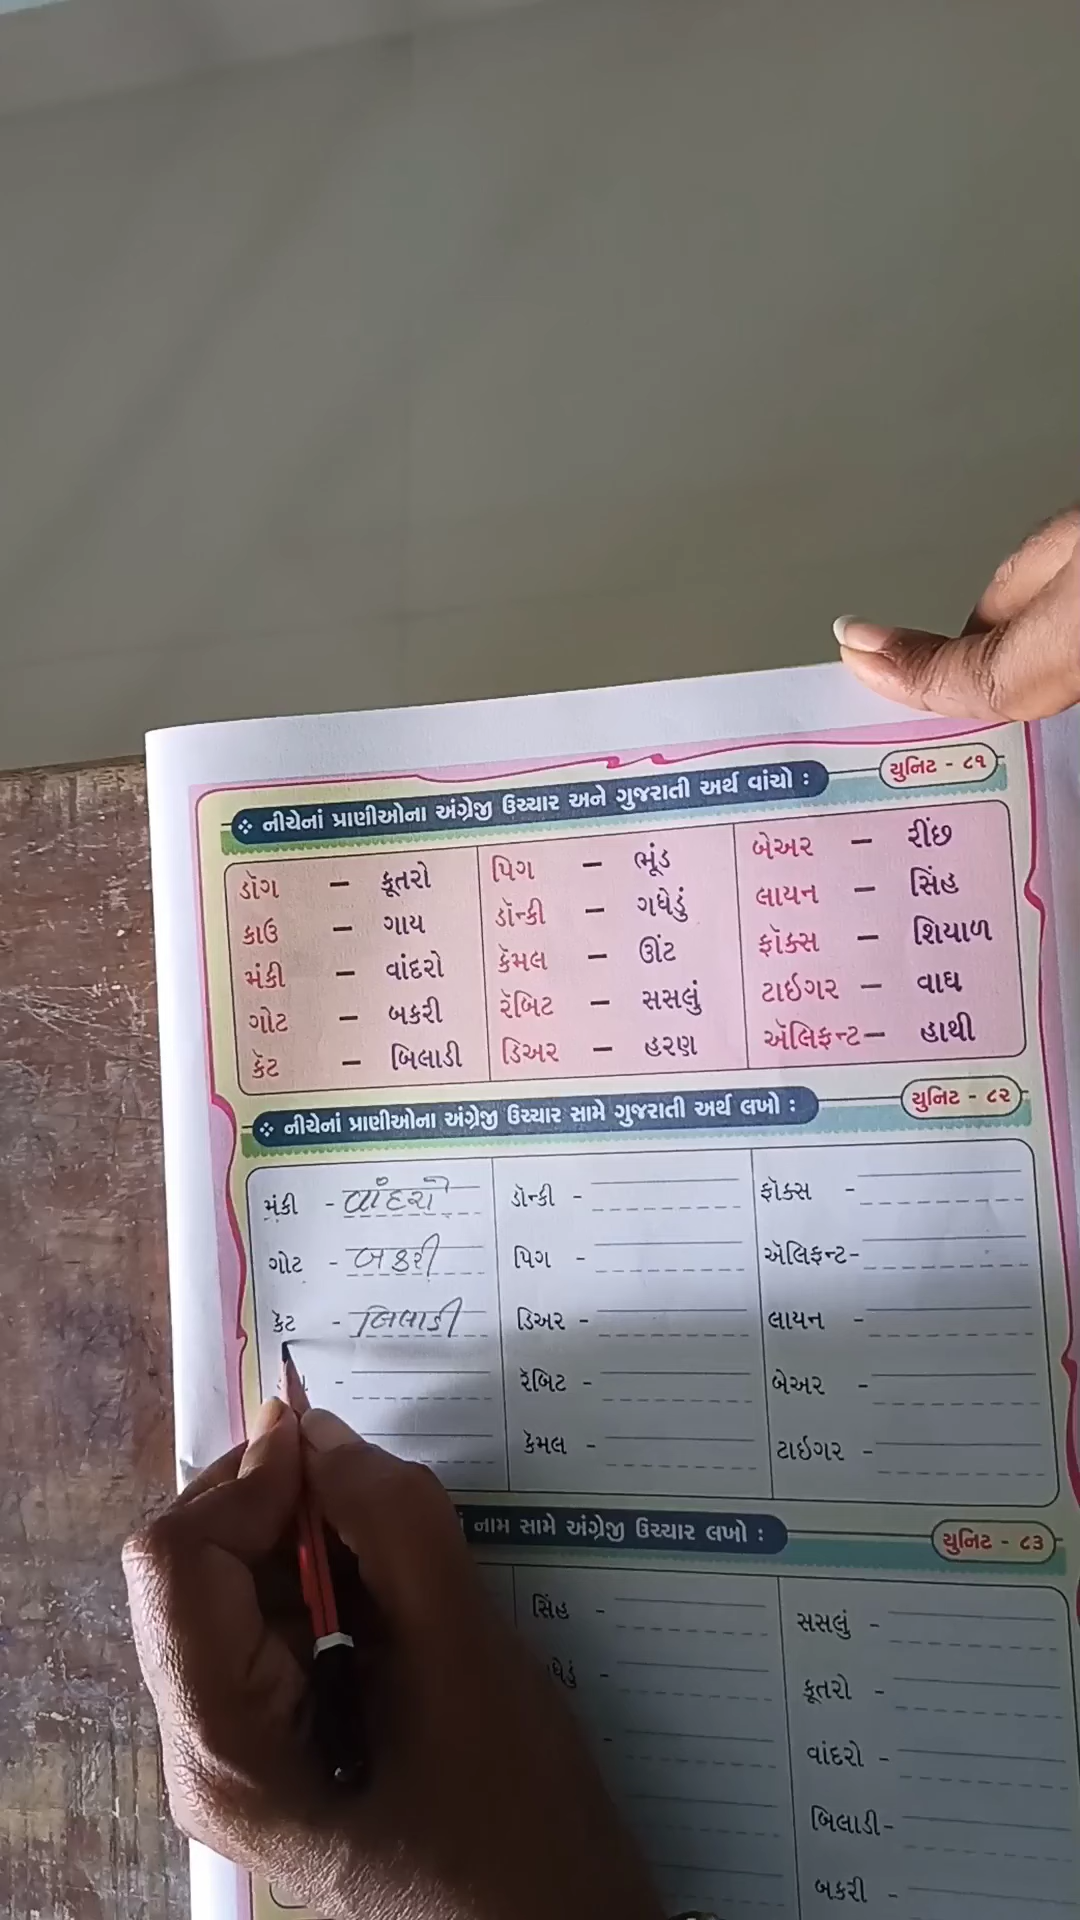 યુનિટ - ૮૧
❖ નીચેનાં પ્રાણીઓના અંગ્રેજી ઉચ્ચાર અને ગુજરાતી અર્થ વાંચો :
ડૉગ – કૂતરો
કાઉ – ગાય
મંકી – વાંદરો
ગોટ – બકરી
કૅટ – બિલાડી
પિગ – ભૂંડ
ડૉન્કી – ગધેડું
કૅમલ – ઊંટ
રૅબિટ – સસલું
ડિઅર – હરણ
બેઅર – રીંછ
લાયન – સિંહ
ફૉક્સ – શિયાળ
ટાઇગર – વાઘ
ઍલિફન્ટ – હાથી
યુનિટ - ૮૨
❖ નીચેનાં પ્રાણીઓના અંગ્રેજી ઉચ્ચાર સામે ગુજરાતી અર્થ લખો :
મંકી - વાંદરો
ગોટ - બકરી
કૅટ - બિલાડી
ડૉન્કી -
પિગ -
ડિઅર -
રૅબિટ -
કૅમલ -
ફૉક્સ -
ઍલિફન્ટ -
લાયન -
બેઅર -
ટાઇગર -
નામ સામે અંગ્રેજી ઉચ્ચાર લખો :
યુનિટ - ૮૩
સિંહ -
સસલું -
કૂતરો -
વાંદરો -
બિલાડી -
બકરી -